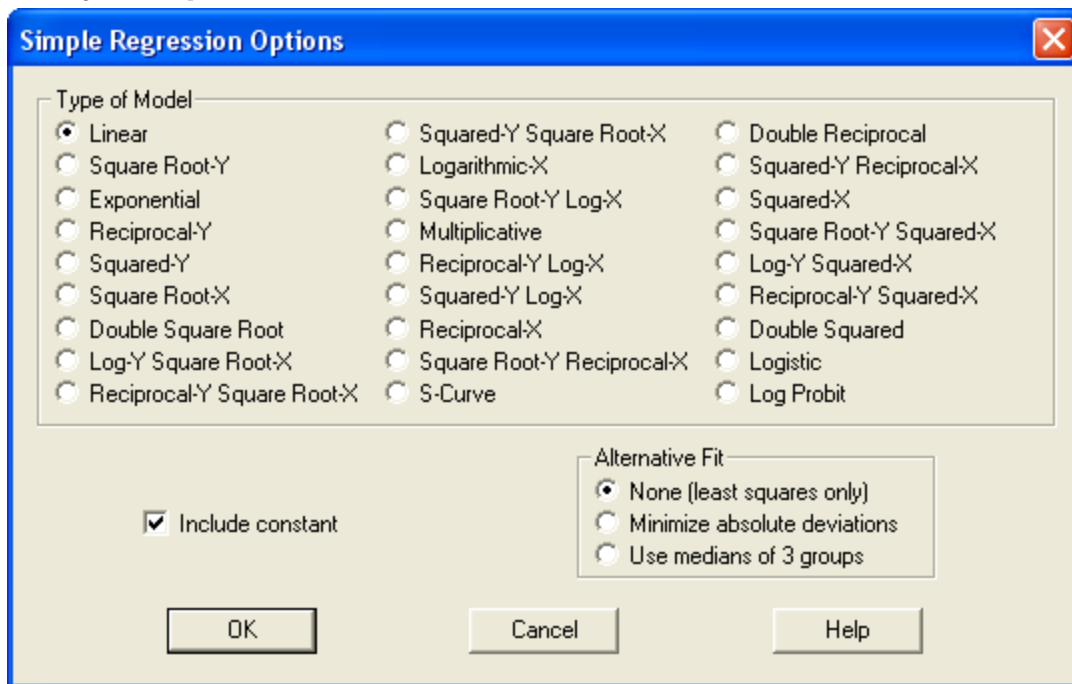 Simple Regression Options
Type of Model
Linear
Square Root-Y
Exponential
Reciprocal-Y
Squared-Y
Square Root-X
Double Square Root
Log-Y Square Root-X
Reciprocal-Y Square Root-X
Squared-Y Square Root-X
Logarithmic-X
Square Root-Y Log-X
Multiplicative
Reciprocal-Y Log-X
Squared-Y Log-X
Reciprocal-X
Square Root-Y Reciprocal-X
S-Curve
Double Reciprocal
Squared-Y Reciprocal-X
Squared-X
Square Root-Y Squared-X
Log-Y Squared-X
Reciprocal-Y Squared-X
Double Squared
Logistic
Log Probit
Include constant
Alternative Fit
None (least squares only)
Minimize absolute deviations
Use medians of 3 groups
OK
Cancel
Help